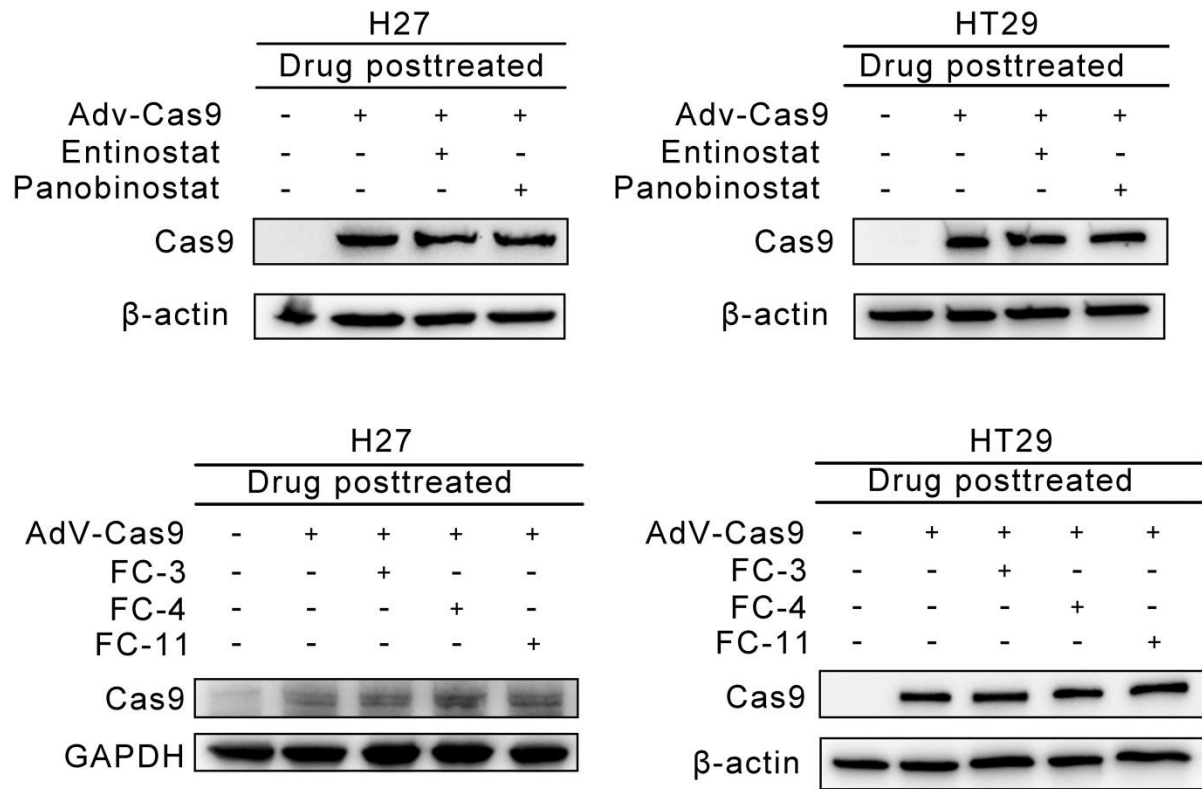 H27
Drug posttreated
Adv-Cas9 - + + +
Entinostat - - + -
Panobinostat - - - +
Cas9
β-actin
HT29
Drug posttreated
Adv-Cas9 - + + +
Entinostat - - + -
Panobinostat - - - +
Cas9
β-actin
H27
Drug posttreated
AdV-Cas9 - + + + +
FC-3 - - + - -
FC-4 - - - + -
FC-11 - - - - +
Cas9
GAPDH
HT29
Drug posttreated
AdV-Cas9 - + + + +
FC-3 - - + - -
FC-4 - - - + -
FC-11 - - - - +
Cas9
β-actin